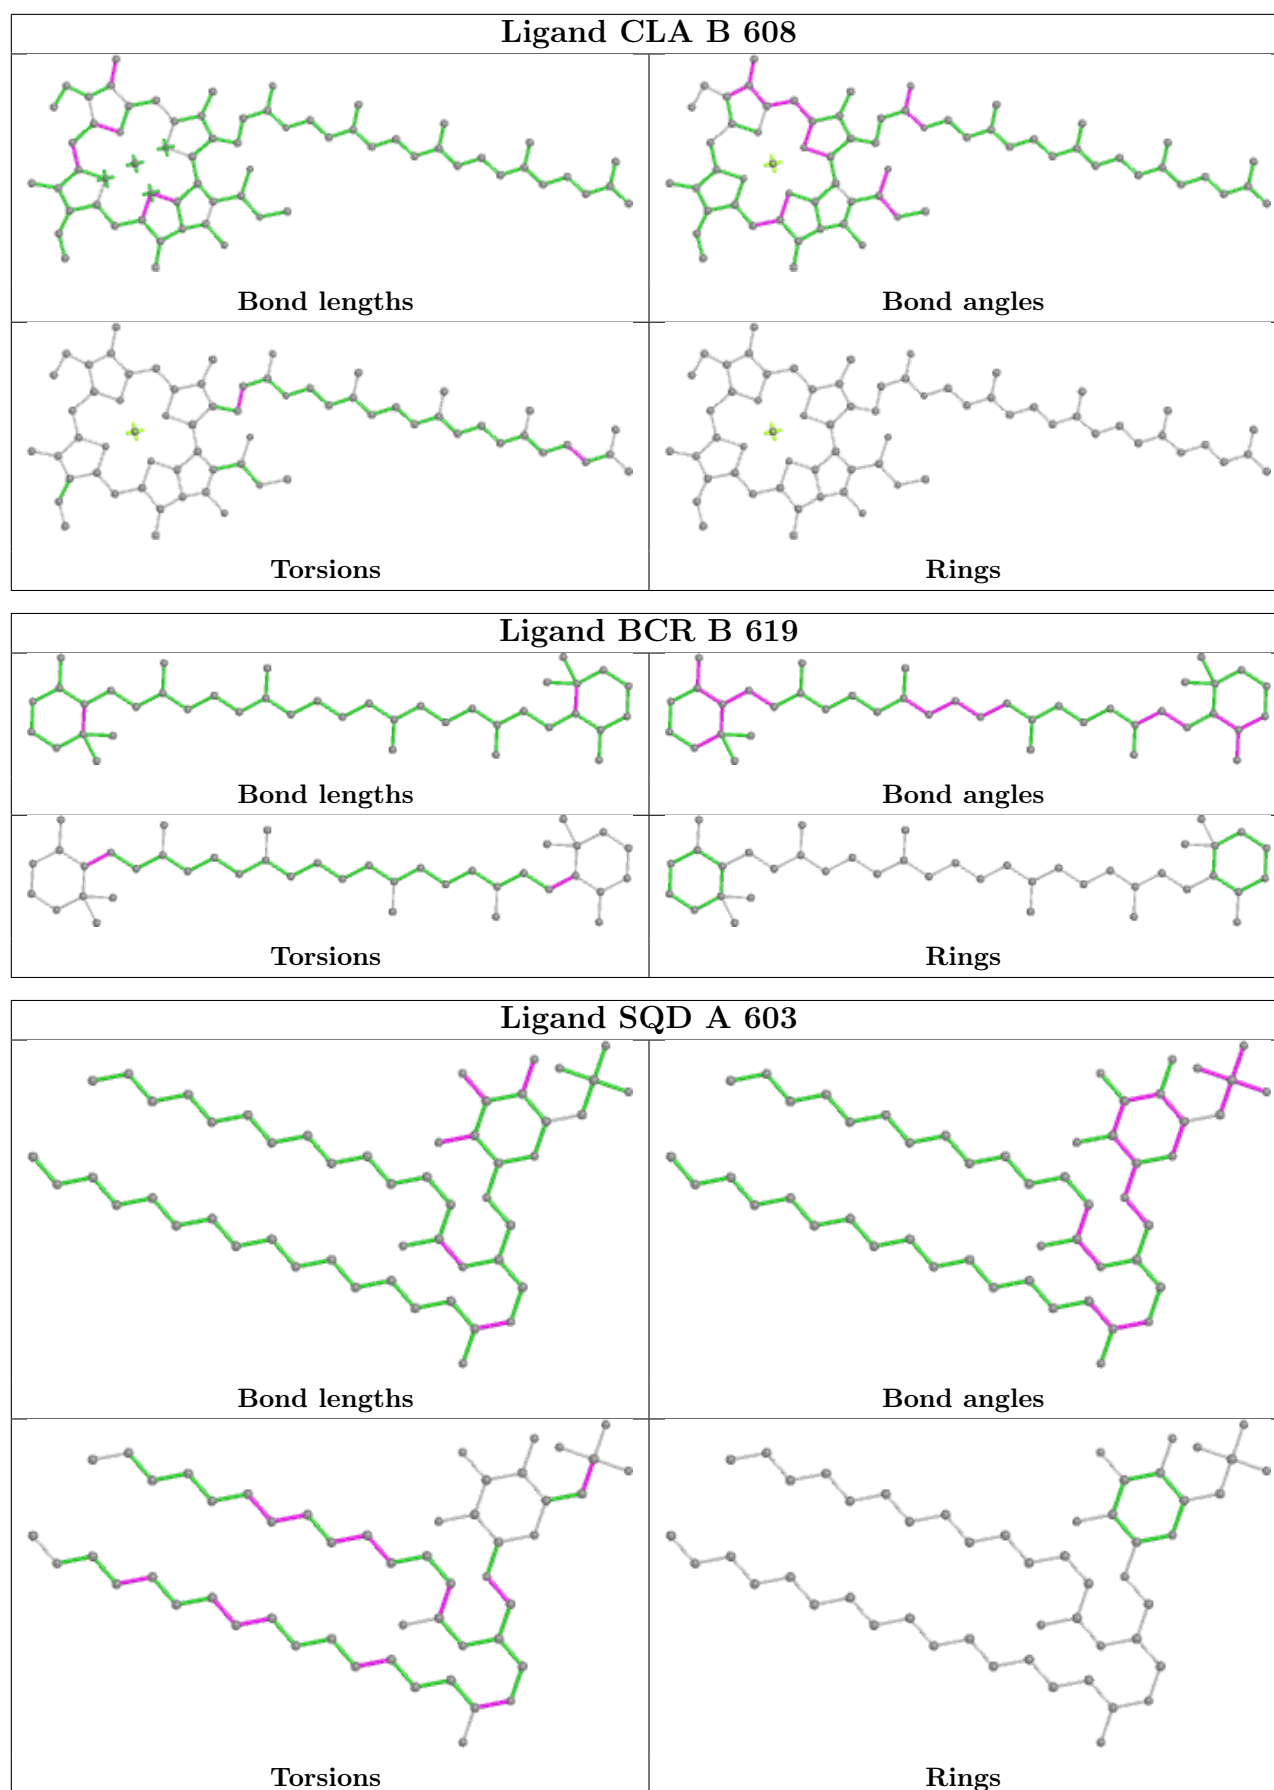 Ligand CLA B 608
Bond lengths
Bond angles
Torsions
Rings
Ligand BCR B 619
Bond lengths
Bond angles
Torsions
Rings
Ligand SQD A 603
Bond lengths
Bond angles
Torsions
Rings